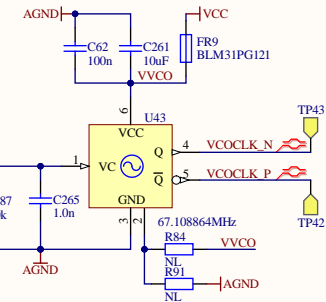 AGND
VCC
C62
100n
C261
10uF
FR9
BLM31PG121
VVCO
6
U43
VCC
TP43
1
VC
Q
4
VCOCLK_N
Q
5
VCOCLK_P
GND
87
k
C265
1.0n
3
2
67.108864MHz
TP42
R84
VVCO
NL
AGND
R91
AGND
NL